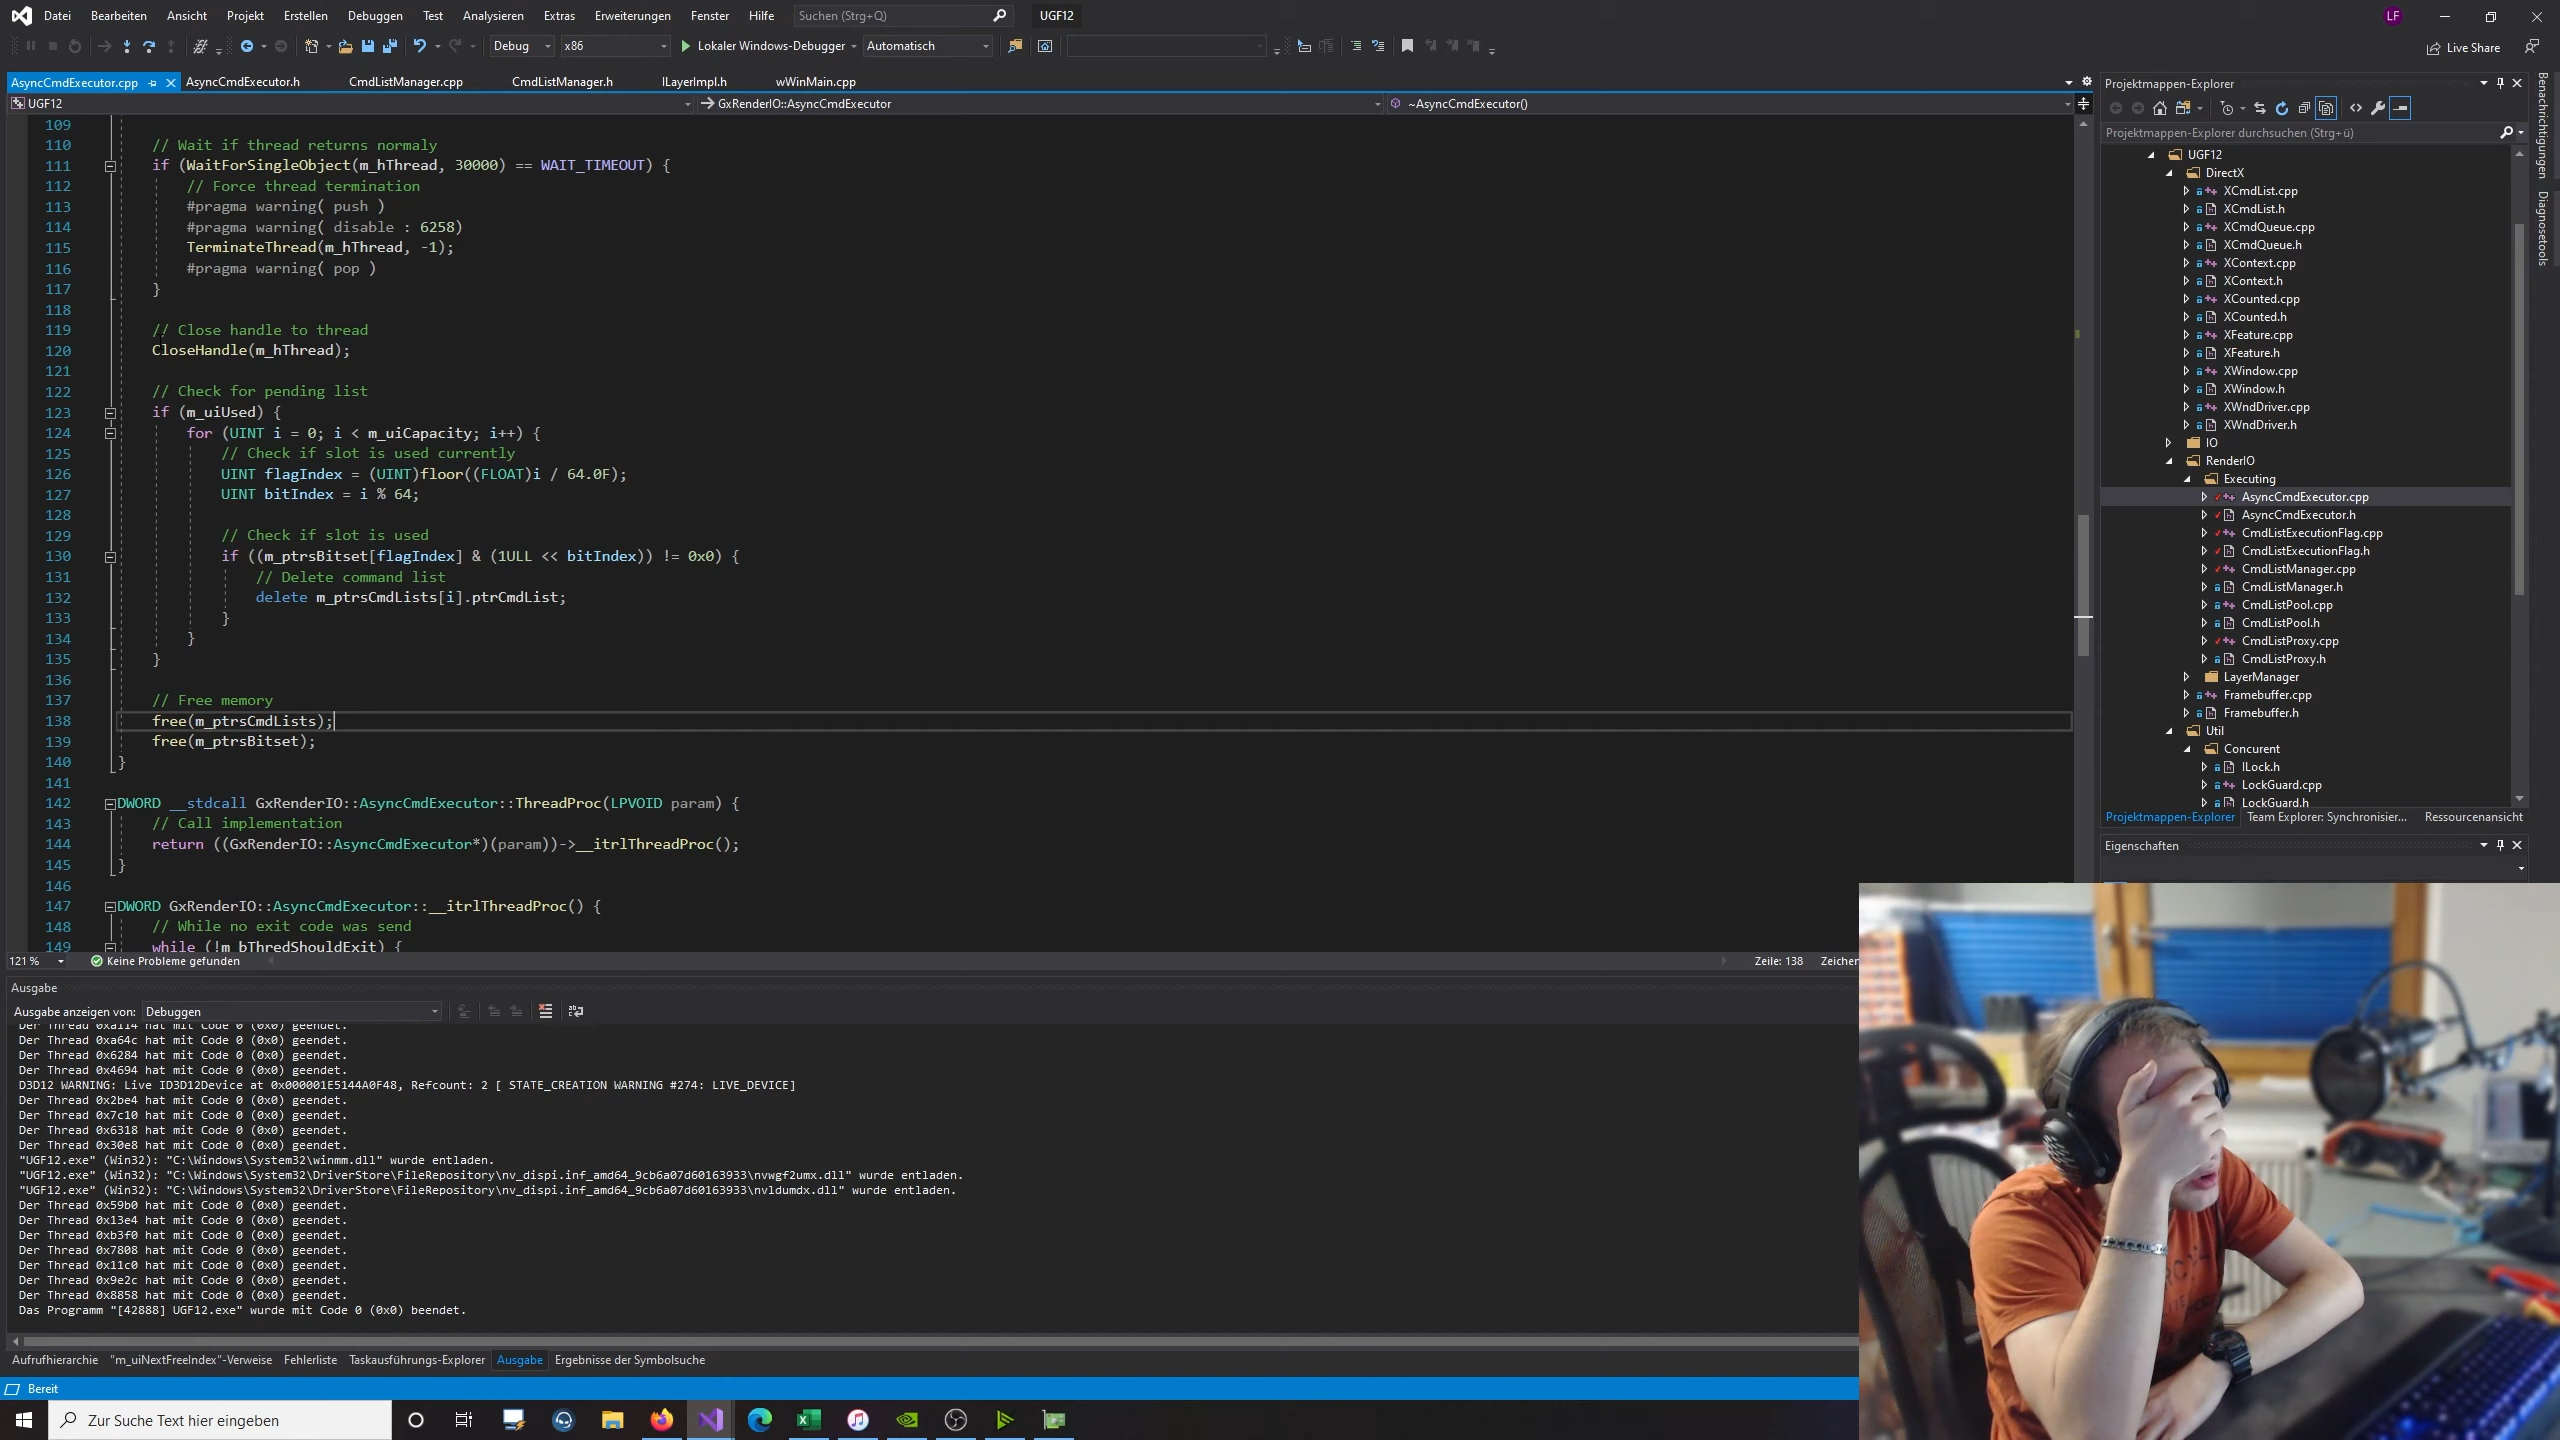 Datei Bearbeiten Ansicht Projekt Erstellen Debuggen Test Analysieren Extras Erweiterungen Fenster Hilfe Suchen (Strg+Q) UGF12 LF
Debug x86 Lokaler Windows-Debugger Automatisch Live Share
AsyncCmdExecutor.cpp AsyncCmdExecutor.h CmdListManager.cpp CmdListManager.h ILayerImpl.h wWinMain.cpp
UGF12 GxRenderIO::AsyncCmdExecutor ~AsyncCmdExecutor()
109
110 // Wait if thread returns normaly
111 if (WaitForSingleObject(m_hThread, 30000) == WAIT_TIMEOUT) {
112 // Force thread termination
113 #pragma warning( push )
114 #pragma warning( disable : 6258)
115 TerminateThread(m_hThread, -1);
116 #pragma warning( pop )
117 }
118
119 // Close handle to thread
120 CloseHandle(m_hThread);
121
122 // Check for pending list
123 if (m_uiUsed) {
124 for (UINT i = 0; i < m_uiCapacity; i++) {
125 // Check if slot is used currently
126 UINT flagIndex = (UINT)floor((FLOAT)i / 64.0F);
127 UINT bitIndex = i % 64;
128
129 // Check if slot is used
130 if ((m_ptrsBitset[flagIndex] & (1ULL << bitIndex)) != 0x0) {
131 // Delete command list
132 delete m_ptrsCmdLists[i].ptrCmdList;
133 }
134 }
135 }
136
137 // Free memory
138 free(m_ptrsCmdLists);
139 free(m_ptrsBitset);
140 }
141
142 DWORD __stdcall GxRenderIO::AsyncCmdExecutor::ThreadProc(LPVOID param) {
143 // Call implementation
144 return ((GxRenderIO::AsyncCmdExecutor*)(param))->__itrlThreadProc();
145 }
146
147 DWORD GxRenderIO::AsyncCmdExecutor::__itrlThreadProc() {
148 // While no exit code was send
149 while (!m_bThredShouldExit) {
121 % Keine Probleme gefunden Zeile: 138 Zeichen
Ausgabe
Ausgabe anzeigen von: Debuggen
Der Thread 0xa114 hat mit Code 0 (0x0) geendet.
Der Thread 0xa64c hat mit Code 0 (0x0) geendet.
Der Thread 0x6284 hat mit Code 0 (0x0) geendet.
Der Thread 0x4694 hat mit Code 0 (0x0) geendet.
D3D12 WARNING: Live ID3D12Device at 0x000001E5144A0F48, Refcount: 2 [ STATE_CREATION WARNING #274: LIVE_DEVICE]
Der Thread 0x2be4 hat mit Code 0 (0x0) geendet.
Der Thread 0x7c10 hat mit Code 0 (0x0) geendet.
Der Thread 0x6318 hat mit Code 0 (0x0) geendet.
Der Thread 0x30e8 hat mit Code 0 (0x0) geendet.
"UGF12.exe" (Win32): "C:\Windows\System32\winmm.dll" wurde entladen.
"UGF12.exe" (Win32): "C:\Windows\System32\DriverStore\FileRepository\nv_dispi.inf_amd64_9cb6a07d60163933\nvwgf2umx.dll" wurde entladen.
"UGF12.exe" (Win32): "C:\Windows\System32\DriverStore\FileRepository\nv_dispi.inf_amd64_9cb6a07d60163933\nvldumdx.dll" wurde entladen.
Der Thread 0x59b0 hat mit Code 0 (0x0) geendet.
Der Thread 0x13e4 hat mit Code 0 (0x0) geendet.
Der Thread 0xb3f0 hat mit Code 0 (0x0) geendet.
Der Thread 0x7808 hat mit Code 0 (0x0) geendet.
Der Thread 0x11c0 hat mit Code 0 (0x0) geendet.
Der Thread 0x9e2c hat mit Code 0 (0x0) geendet.
Der Thread 0x8858 hat mit Code 0 (0x0) geendet.
Das Programm "[42888] UGF12.exe" wurde mit Code 0 (0x0) beendet.
Aufrufhierarchie "m_uiNextFreeIndex"-Verweise Fehlerliste Taskausführungs-Explorer Ausgabe Ergebnisse der Symbolsuche
Bereit
Zur Suche Text hier eingeben
Projektmappen-Explorer
Projektmappen-Explorer durchsuchen (Strg+ü)
UGF12
DirectX
XCmdList.cpp
XCmdList.h
XCmdQueue.cpp
XCmdQueue.h
XContext.cpp
XContext.h
XCounted.cpp
XCounted.h
XFeature.cpp
XFeature.h
XWindow.cpp
XWindow.h
XWndDriver.cpp
XWndDriver.h
IO
RenderIO
Executing
AsyncCmdExecutor.cpp
AsyncCmdExecutor.h
CmdListExecutionFlag.cpp
CmdListExecutionFlag.h
CmdListManager.cpp
CmdListManager.h
CmdListPool.cpp
CmdListPool.h
CmdListProxy.cpp
CmdListProxy.h
LayerManager
Framebuffer.cpp
Framebuffer.h
Util
Concurent
ILock.h
LockGuard.cpp
LockGuard.h
Projektmappen-Explorer Team Explorer: Synchronisier... Ressourcenansicht
Eigenschaften
Benachrichtigungen
Diagnosetools